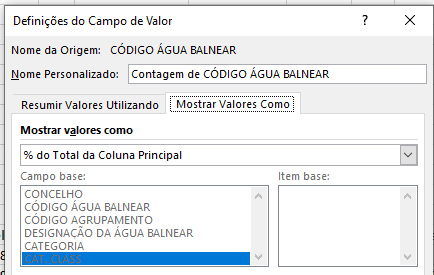 Definições do Campo de Valor
Nome da Origem: CÓDIGO ÁGUA BALNEAR
Nome Personalizado: Contagem de CÓDIGO ÁGUA BALNEAR
Resumir Valores Utilizando Mostrar Valores Como
Mostrar valores como
% do Total da Coluna Principal
Campo base: Item base:
CONCELHO
CÓDIGO ÁGUA BALNEAR
CÓDIGO AGRUPAMENTO
DESIGNAÇÃO DA ÁGUA BALNEAR
CATEGORIA
CAT. CLASS